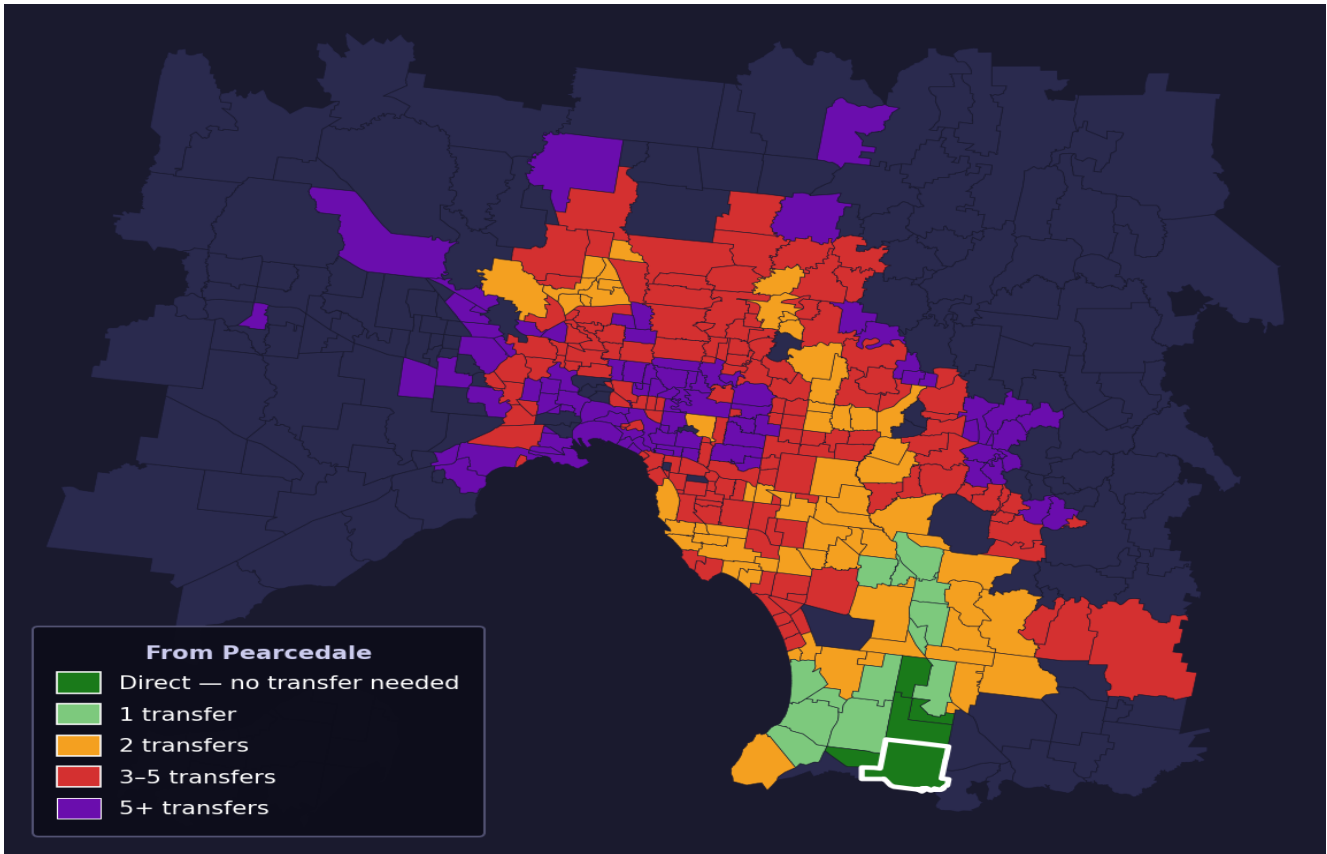 From Pearcedale
Direct — no transfer needed
1 transfer
2 transfers
3–5 transfers
5+ transfers